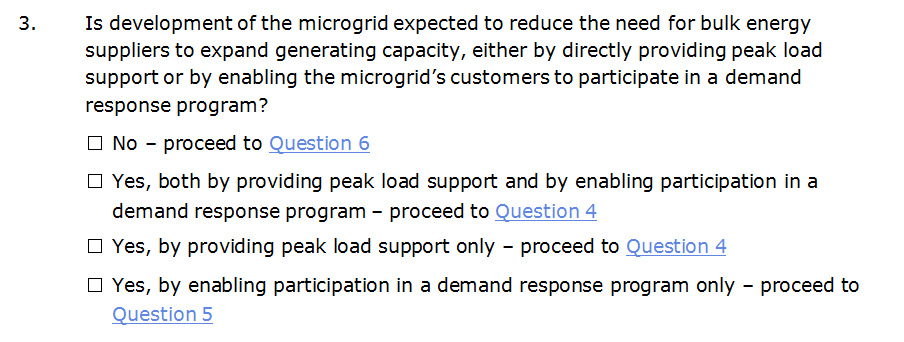 3. Is development of the microgrid expected to reduce the need for bulk energy
suppliers to expand generating capacity, either by directly providing peak load
support or by enabling the microgrid's customers to participate in a demand
response program?
☐ No – proceed to Question 6
☐ Yes, both by providing peak load support and by enabling participation in a
demand response program – proceed to Question 4
☐ Yes, by providing peak load support only – proceed to Question 4
☐ Yes, by enabling participation in a demand response program only – proceed to
Question 5